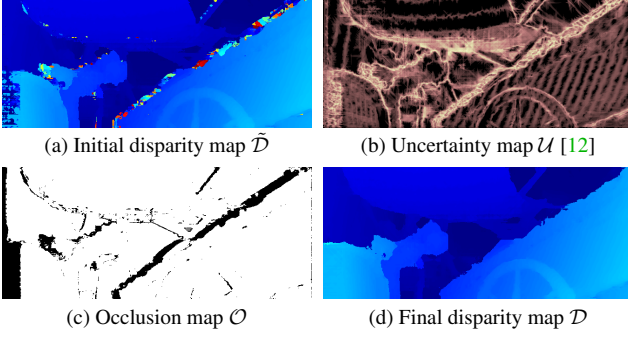 (a) Initial disparity map D̃
(b) Uncertainty map U [12]
(c) Occlusion map O
(d) Final disparity map D